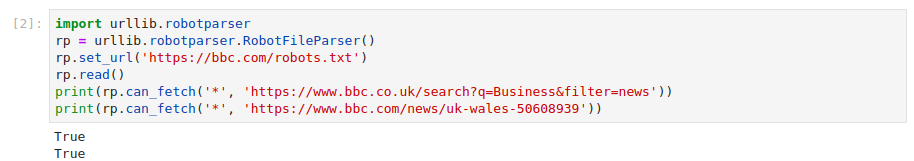 [2]: import urllib.robotparser
rp = urllib.robotparser.RobotFileParser()
rp.set_url('https://bbc.com/robots.txt')
rp.read()
print(rp.can_fetch('*', 'https://www.bbc.co.uk/search?q=Business&filter=news'))
print(rp.can_fetch('*', 'https://www.bbc.com/news/uk-wales-50608939'))
True
True